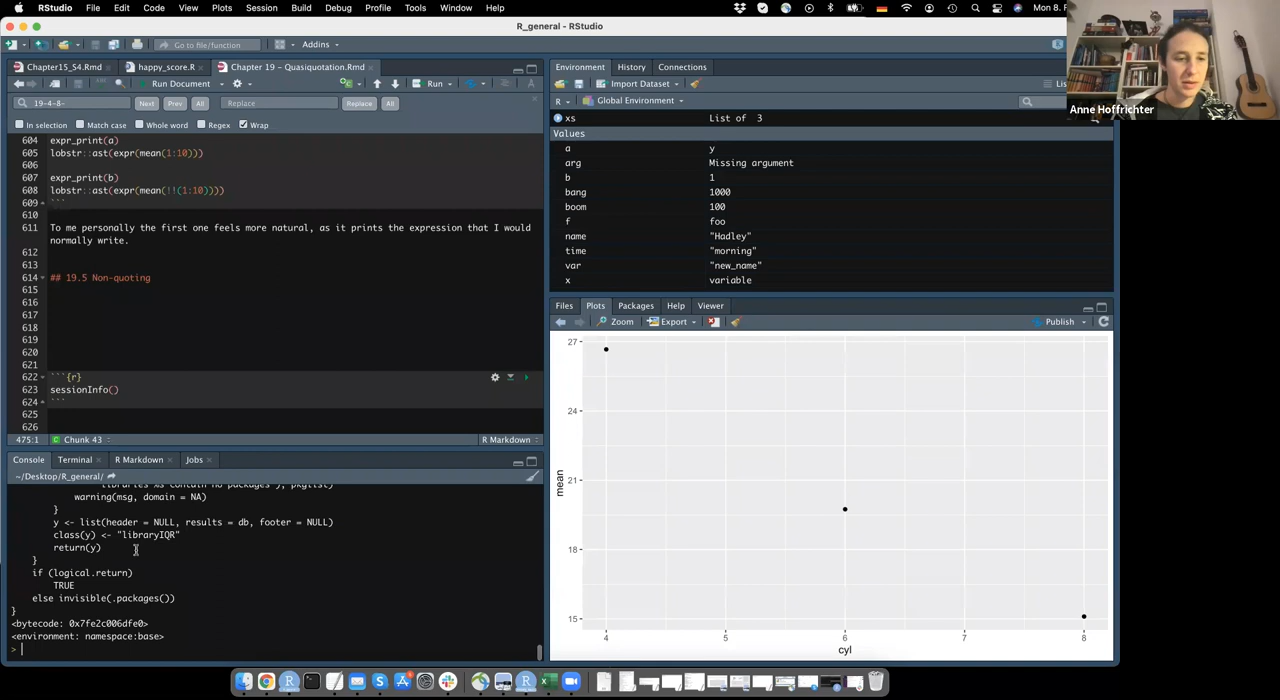 RStudio File Edit Code View Plots Session Build Debug Profile Tools Window Help Mon 8. F
R_general – RStudio
Go to file/function Addins
Chapter15_S4.Rmd happy_score.R Chapter 19 – Quasiquotation.Rmd
Run Document Run
19-4-8- Next Prev All Replace Replace All
In selection Match case Whole word Regex Wrap
604 expr_print(a)
605 lobstr::ast(expr(mean(1:10)))
606
607 expr_print(b)
608 lobstr::ast(expr(mean(!!(1:10))))
609 ```
610
611 To me personally the first one feels more natural, as it prints the expression that I would
normally write.
612
613
614 ## 19.5 Non-quoting
615
616
617
618
619
620
621
622 ```{r}
623 sessionInfo()
624 ```
625
626
475:1 Chunk 43 R Markdown
Console Terminal R Markdown Jobs
~/Desktop/R_general/
libraries %s contain no packages"), pkglist)
warning(msg, domain = NA)
}
y <- list(header = NULL, results = db, footer = NULL)
class(y) <- "libraryIQR"
return(y)
}
if (logical.return)
TRUE
else invisible(.packages())
}
<bytecode: 0x7fe2c006dfe0>
<environment: namespace:base>
>
Environment History Connections
Import Dataset Lis
R Global Environment
xs List of 3
Values
a y
arg Missing argument
b 1
bang 1000
boom 100
f foo
name "Hadley"
time "morning"
var "new_name"
x variable
Files Plots Packages Help Viewer
Zoom Export Publish
27
24
21
18
15
mean
4 5 6 7 8
cyl
Anne Hoffrichter